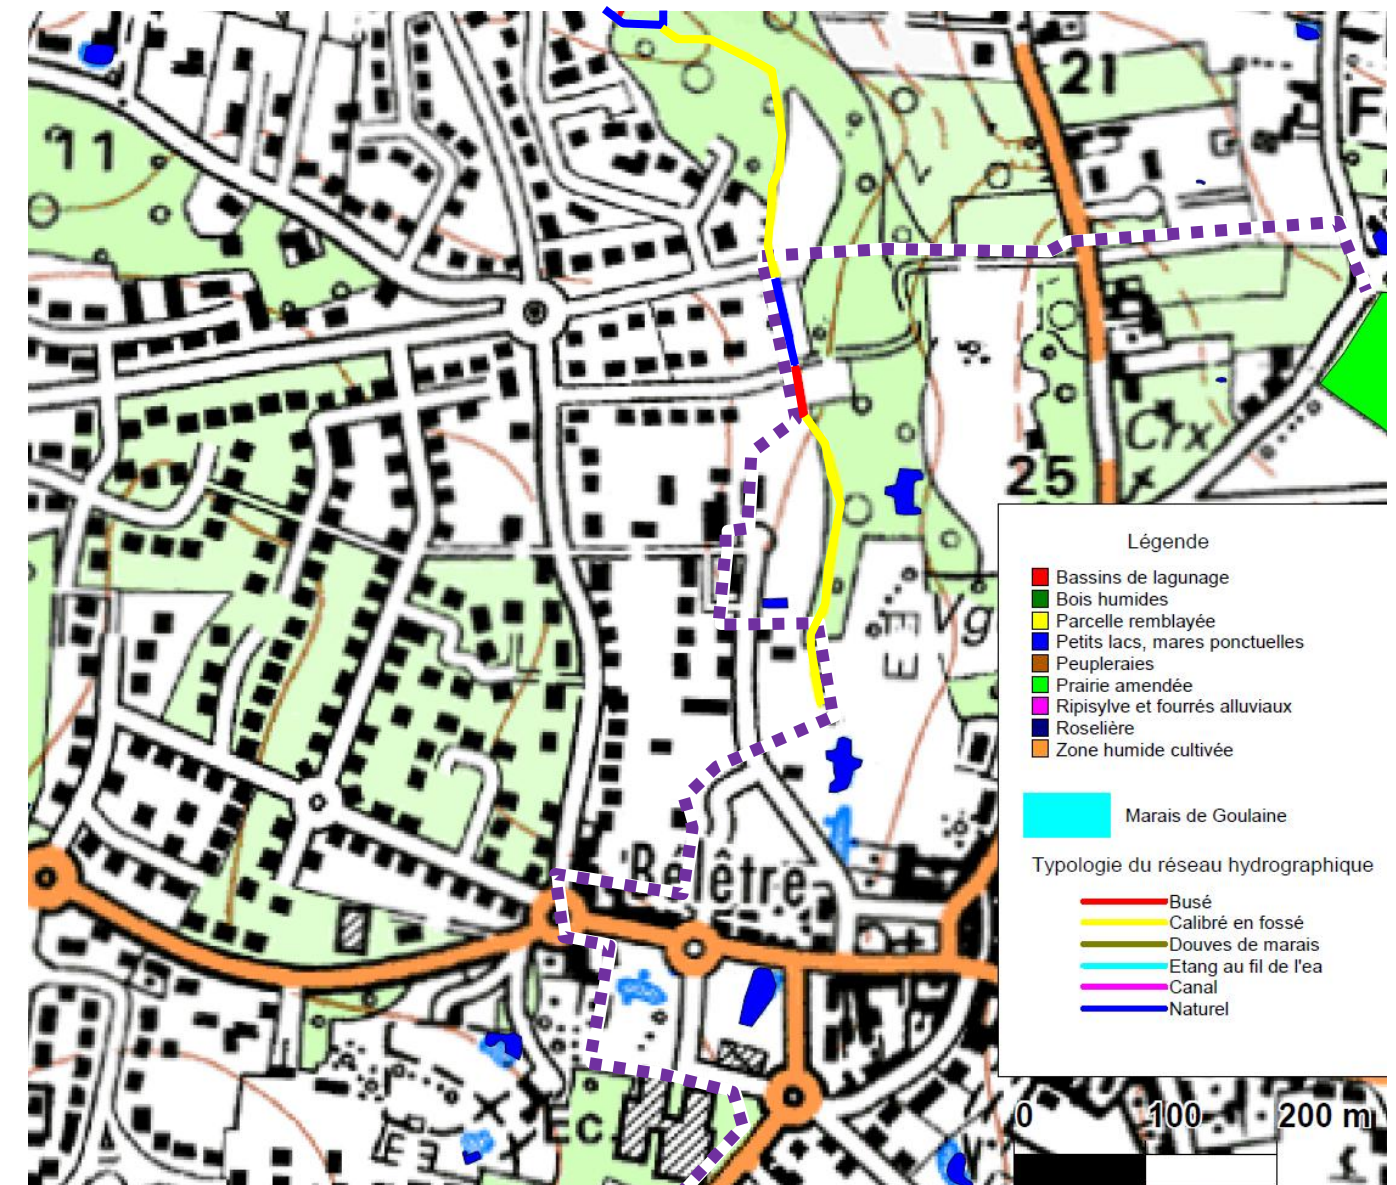 21
11
Crx
25
Vg
Légende
Bassins de lagunage
Bois humides
Parcelle remblayée
Petits lacs, mares ponctuelles
Peupleraies
Prairie amendée
Ripisylve et fourrés alluviaux
Roselière
Zone humide cultivée
Marais de Goulaine
Typologie du réseau hydrographique
Busé
Calibré en fossé
Douves de marais
Etang au fil de l'ea
Canal
Naturel
Belêtre
EC.
0 100 200 m